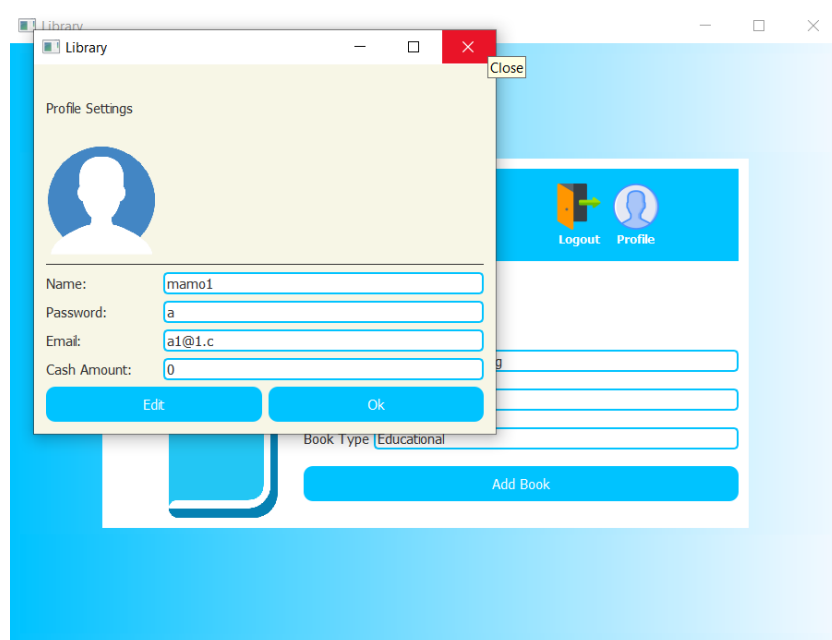 Library
Library
Close
Profile Settings
Logout Profile
Name: mamo1
Password: a
Email: a1@1.c
Cash Amount: 0
Edit Ok
g
Book Type Educational
Add Book